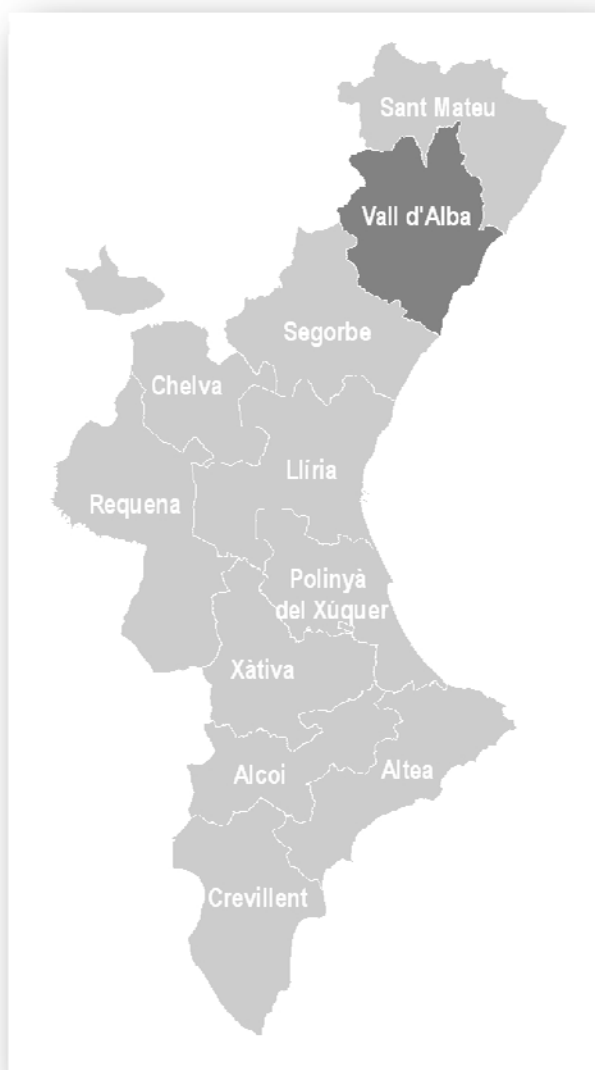 Sant Mateu
Vall d'Alba
Segorbe
Chelva
Llíria
Requena
Polinyà
del Xúquer
Xàtiva
Altea
Alcoi
Crevillent